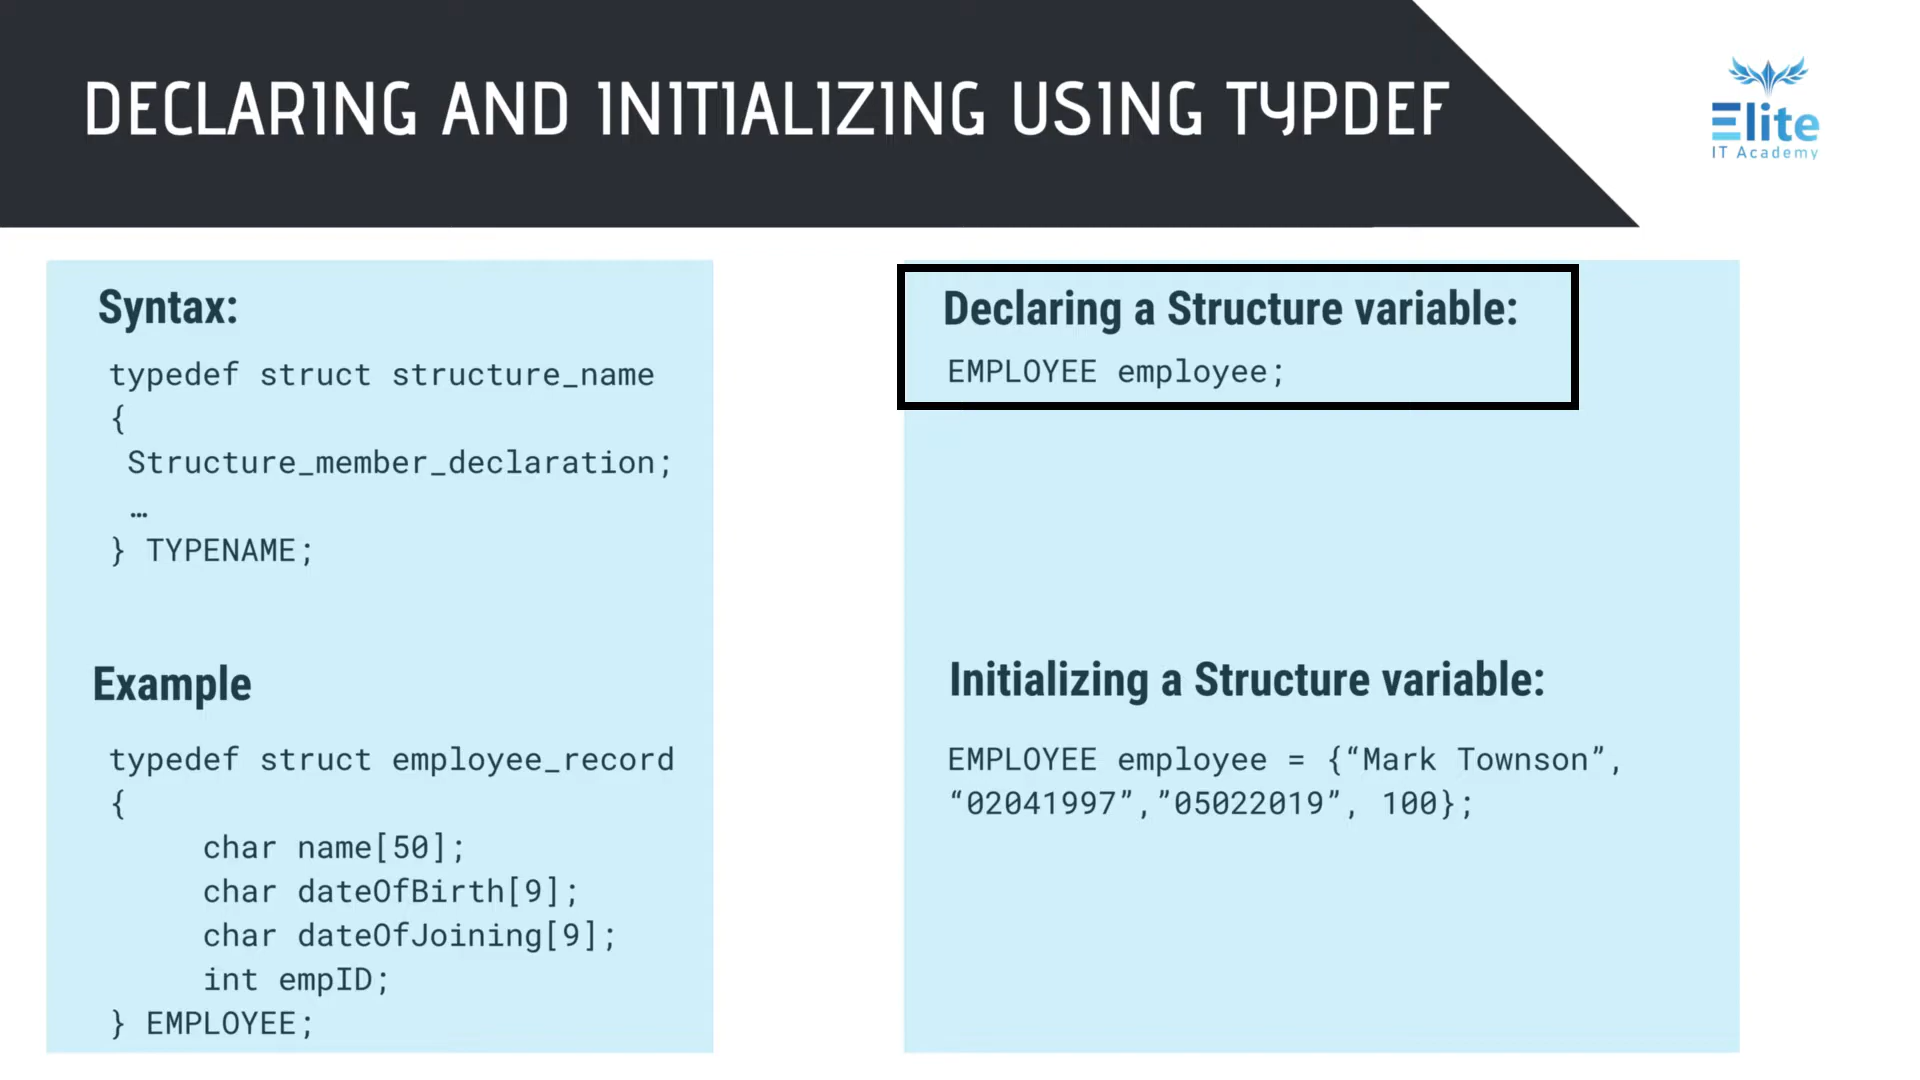 DECLARING AND INITIALIZING USING TYPDEF
Elite
IT Academy
Syntax:
typedef struct structure_name
{
Structure_member_declaration;
…
} TYPENAME;
Example
typedef struct employee_record
{
char name[50];
char dateOfBirth[9];
char dateOfJoining[9];
int empID;
} EMPLOYEE;
Declaring a Structure variable:
EMPLOYEE employee;
Initializing a Structure variable:
EMPLOYEE employee = {“Mark Townson”,
“02041997”,”05022019”, 100};